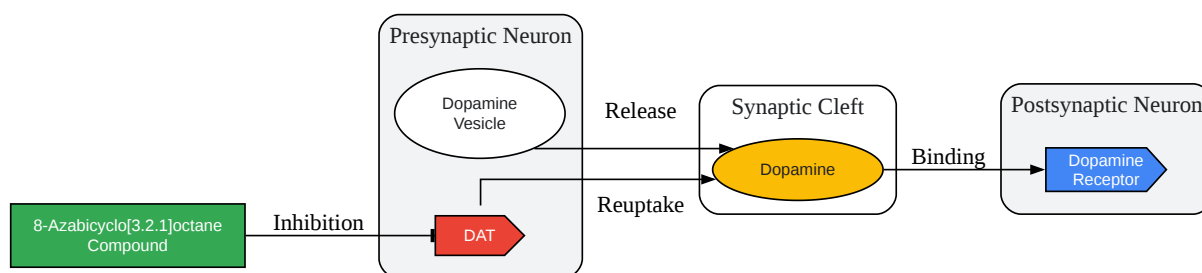 Presynaptic Neuron
Dopamine
Vesicle
Release
Synaptic Cleft
Dopamine
Reuptake
Binding
Postsynaptic Neuron
Dopamine
Receptor
8-Azabicyclo[3.2.1]octane
Compound
Inhibition
DAT